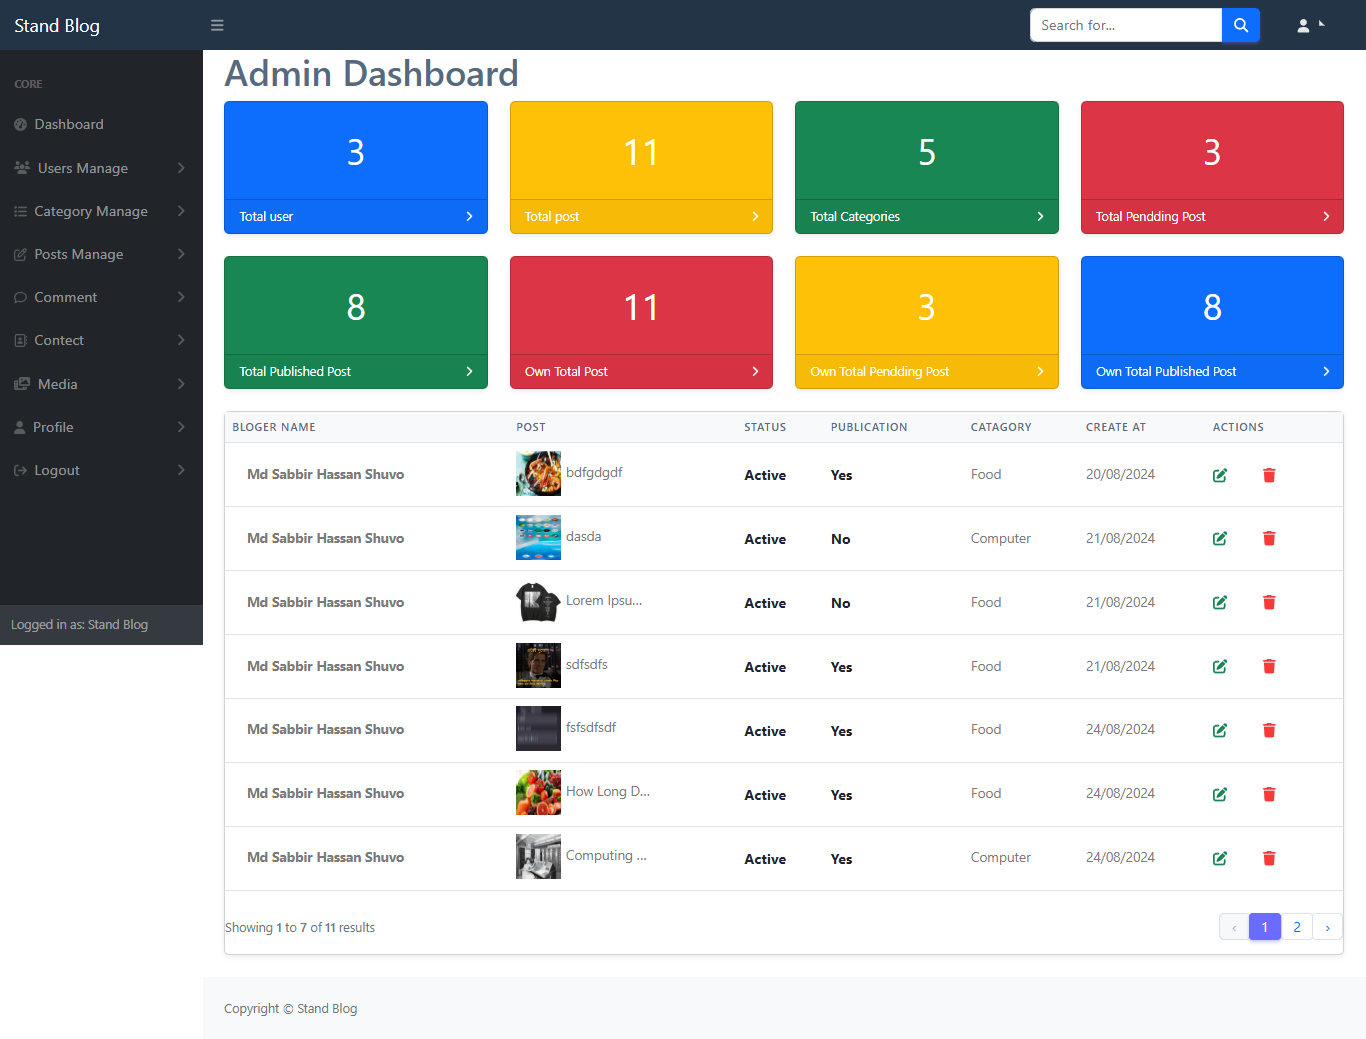 Stand Blog
Search for...
CORE
Dashboard
Users Manage
Category Manage
Posts Manage
Comment
Contect
Media
Profile
Logout
Logged in as: Stand Blog
Admin Dashboard
3
Total user
11
Total post
5
Total Categories
3
Total Pendding Post
8
Total Published Post
11
Own Total Post
3
Own Total Pendding Post
8
Own Total Published Post
BLOGER NAME POST STATUS PUBLICATION CATAGORY CREATE AT ACTIONS
Md Sabbir Hassan Shuvo bdfgdgdf Active Yes Food 20/08/2024
Md Sabbir Hassan Shuvo dasda Active No Computer 21/08/2024
Md Sabbir Hassan Shuvo Lorem Ipsu... Active No Food 21/08/2024
Md Sabbir Hassan Shuvo sdfsdfs Active Yes Food 21/08/2024
Md Sabbir Hassan Shuvo fsfsdfsdf Active Yes Food 24/08/2024
Md Sabbir Hassan Shuvo How Long D... Active Yes Food 24/08/2024
Md Sabbir Hassan Shuvo Computing ... Active Yes Computer 24/08/2024
Showing 1 to 7 of 11 results
‹ 1 2 ›
Copyright © Stand Blog